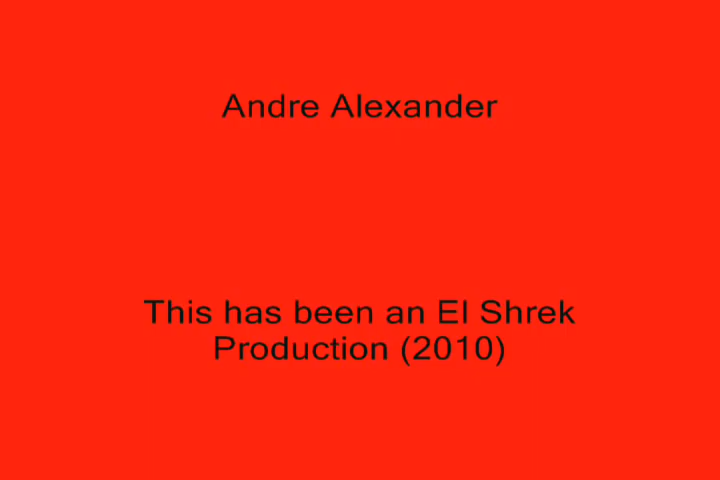 Andre Alexander
This has been an El Shrek
Production (2010)